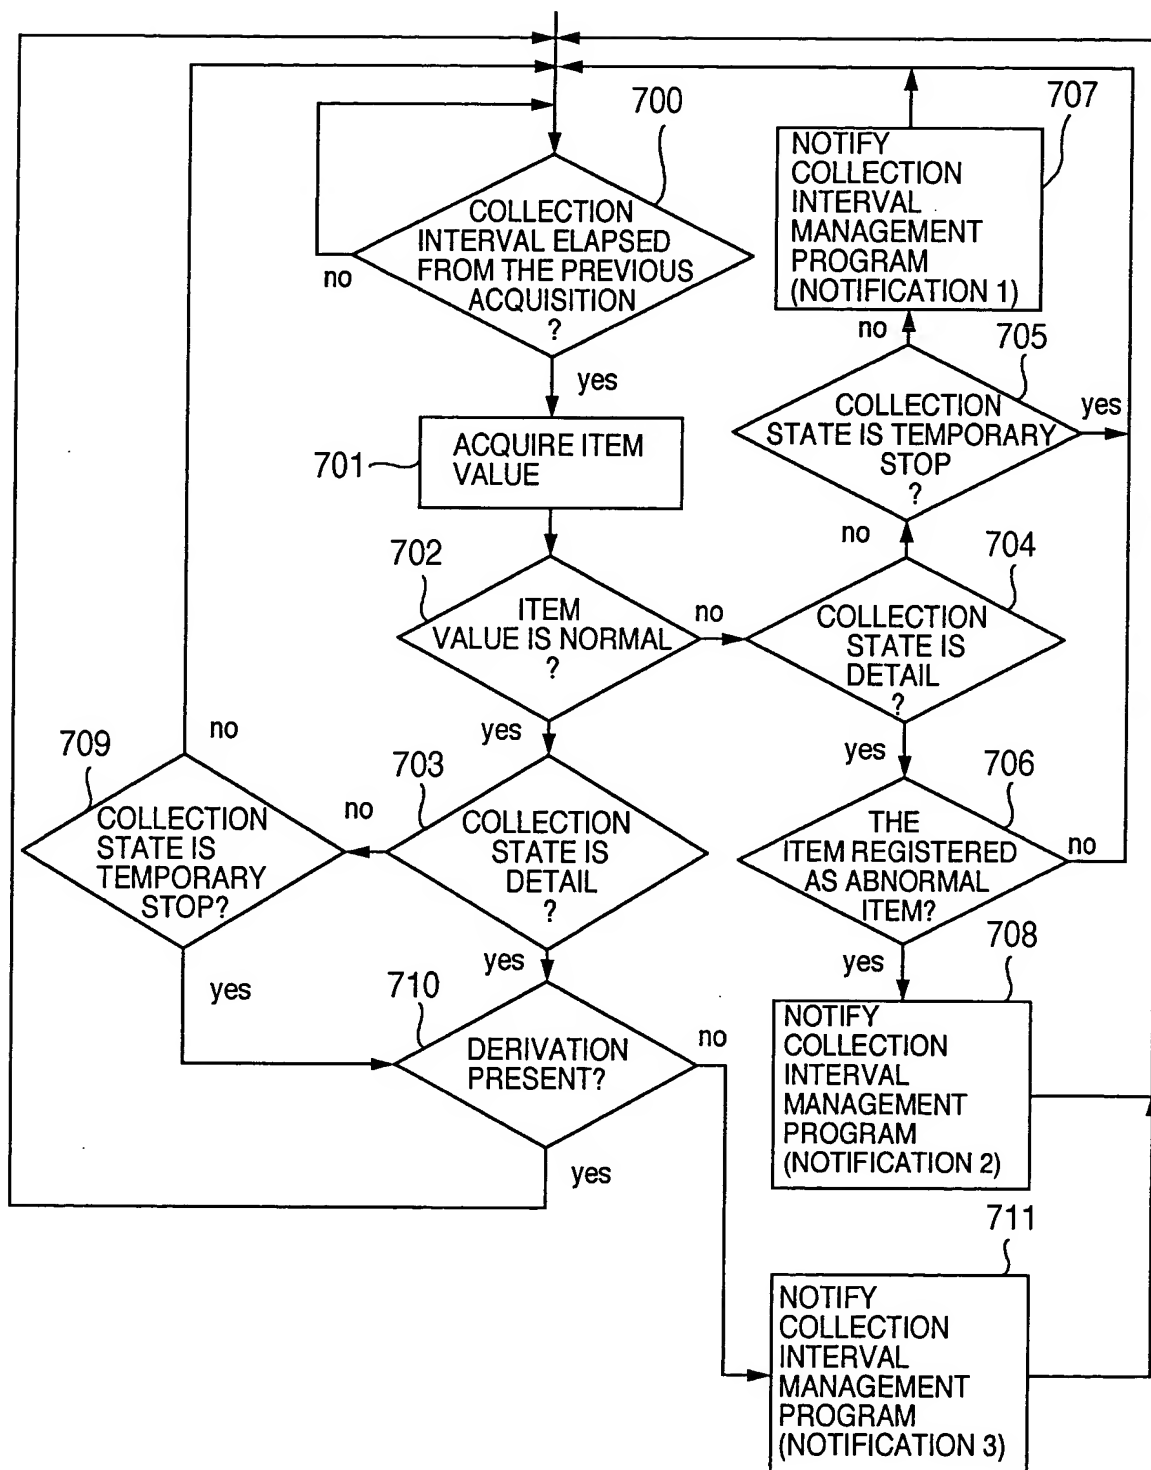 700
COLLECTION
INTERVAL ELAPSED
FROM THE PREVIOUS
ACQUISITION
?
no
yes
707
NOTIFY
COLLECTION
INTERVAL
MANAGEMENT
PROGRAM
(NOTIFICATION 1)
no
705
COLLECTION
STATE IS TEMPORARY
STOP
?
yes
no
701
ACQUIRE ITEM
VALUE
702
ITEM
VALUE IS NORMAL
?
no
yes
704
COLLECTION
STATE IS
DETAIL
?
yes
709
COLLECTION
STATE IS
TEMPORARY
STOP?
no
yes
703
COLLECTION
STATE IS
DETAIL
?
no
yes
706
THE
ITEM REGISTERED
AS ABNORMAL
ITEM?
no
yes
710
DERIVATION
PRESENT?
no
yes
708
NOTIFY
COLLECTION
INTERVAL
MANAGEMENT
PROGRAM
(NOTIFICATION 2)
711
NOTIFY
COLLECTION
INTERVAL
MANAGEMENT
PROGRAM
(NOTIFICATION 3)